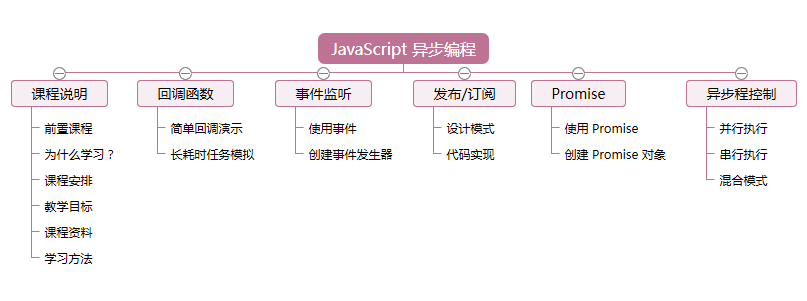 JavaScript 异步编程
课程说明
前置课程
为什么学习？
课程安排
教学目标
课程资料
学习方法
回调函数
简单回调演示
长耗时任务模拟
事件监听
使用事件
创建事件发生器
发布/订阅
设计模式
代码实现
Promise
使用 Promise
创建 Promise 对象
异步程控制
并行执行
串行执行
混合模式